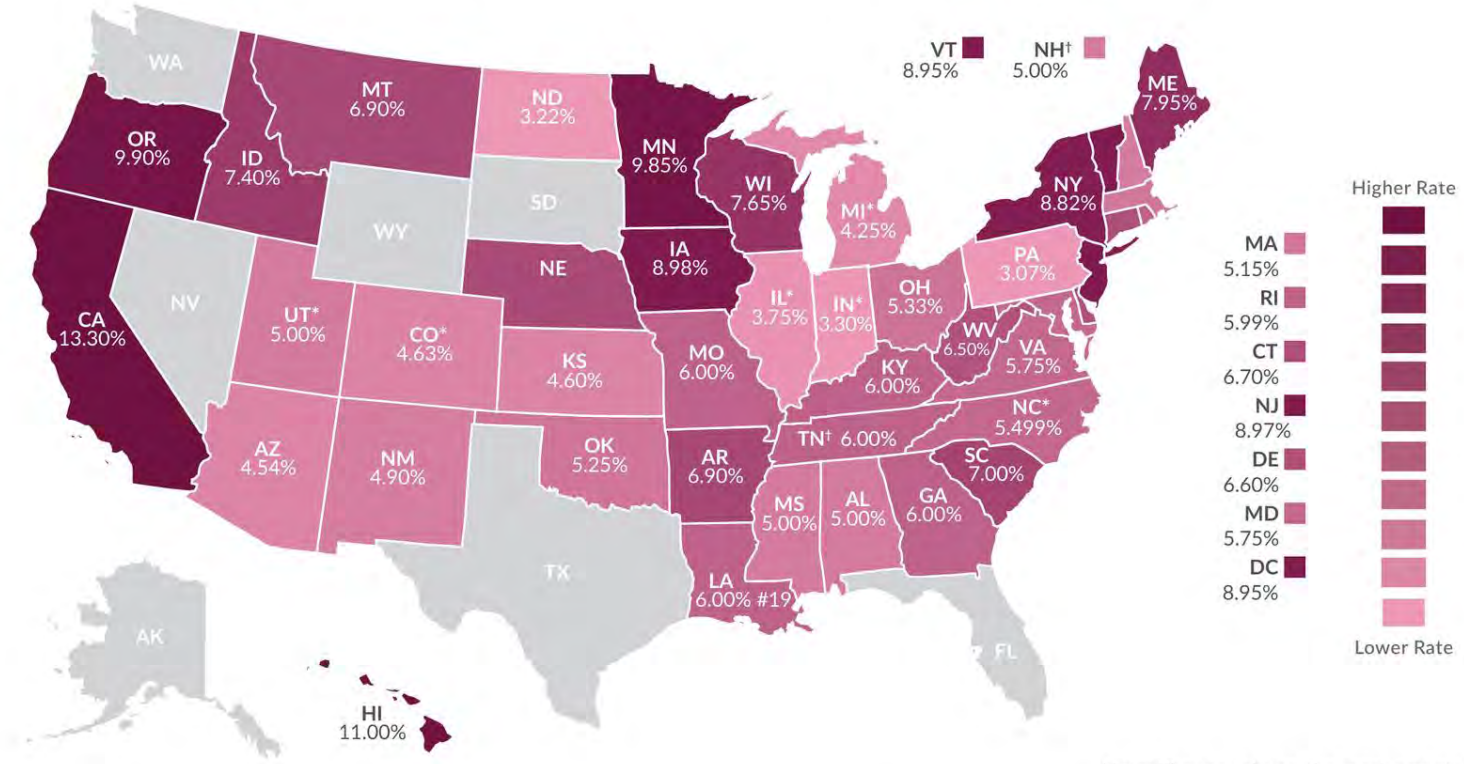 WA
VT
8.95%
NH†
5.00%
ME
7.95%
MT
6.90%
ND
3.22%
OR
9.90%
ID
7.40%
MN
9.85%
WI
7.65%
NY
8.82%
SD
WY
MI*
4.25%
Higher Rate
IA
8.98%
NE
PA
3.07%
MA
5.15%
NV
UT*
5.00%
CO*
4.63%
IL*
3.75%
IN*
3.30%
OH
5.33%
RI
5.99%
CA
13.30%
KS
4.60%
MO
6.00%
WV
6.50%
VA
5.75%
CT
6.70%
KY
6.00%
NC*
5.499%
NJ
8.97%
AZ
4.54%
NM
4.90%
OK
5.25%
TN† 6.00%
AR
6.90%
SC
7.00%
DE
6.60%
MS
5.00%
AL
5.00%
GA
6.00%
MD
5.75%
TX
LA
6.00% #19
DC
8.95%
AK
FL
Lower Rate
HI
11.00%